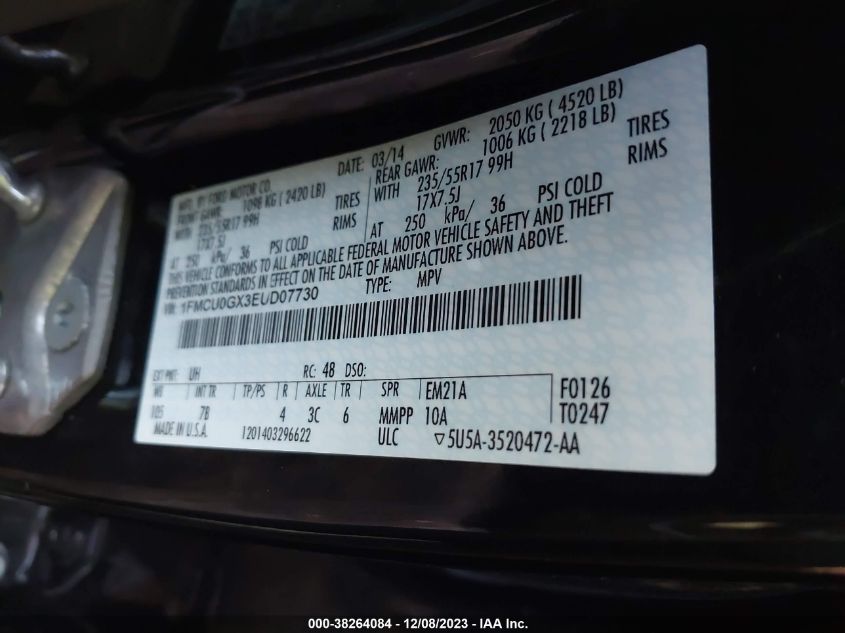 MFD. BY FORD MOTOR CO.
DATE: 03/14
GVWR: 2050 KG ( 4520 LB)
FRONT GAWR: 1098 KG ( 2420 LB)
REAR GAWR: 1006 KG ( 2218 LB)
WITH 235/55R17 99H TIRES
WITH 235/55R17 99H TIRES
17X7.5J RIMS
17X7.5J RIMS
AT 250 kPa/ 36 PSI COLD
AT 250 kPa/ 36 PSI COLD
THIS VEHICLE CONFORMS TO ALL APPLICABLE FEDERAL MOTOR VEHICLE SAFETY AND THEFT
PREVENTION STANDARDS IN EFFECT ON THE DATE OF MANUFACTURE SHOWN ABOVE.
VIN: 1FMCU0GX3EUD07730
TYPE: MPV
EXT PNT: UH RC: 48 DSO:
WB INT TR TP/PS R AXLE TR SPR EM21A F0126
105 7B 4 3C 6 MMPP 10A T0247
MADE IN U.S.A. 1201403296622 ULC ▽5U5A-3520472-AA
000-38264084 - 12/08/2023 - IAA Inc.